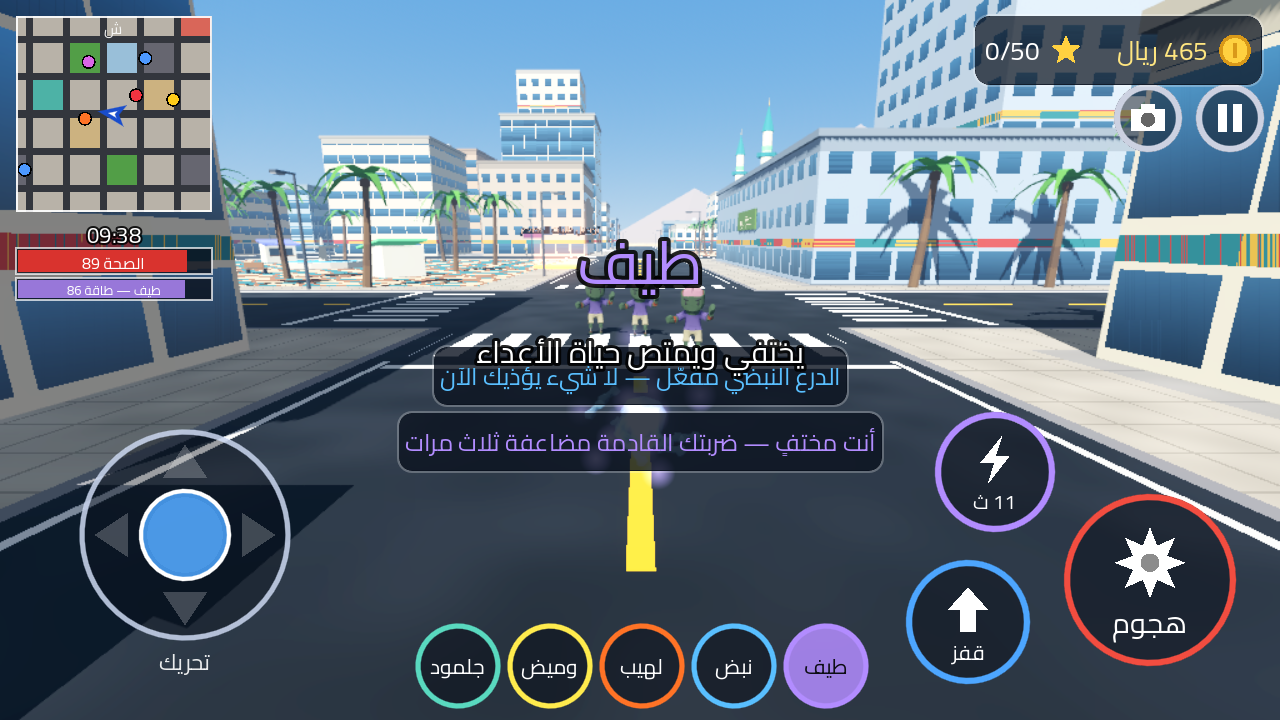 ش
0/50
465 ريال
09:38
الصحة 89
طيف — طاقة 86
طيف
يختفي ويمتص حياة الأعداء
الدرع النبضي مفعّل — لا شيء يؤذيك الآن
أنت مختفٍ — ضربتك القادمة مضاعفة ثلاث مرات
11 ث
هجوم
قفز
تحريك
طيف
نبض
لهيب
وميض
جلمود